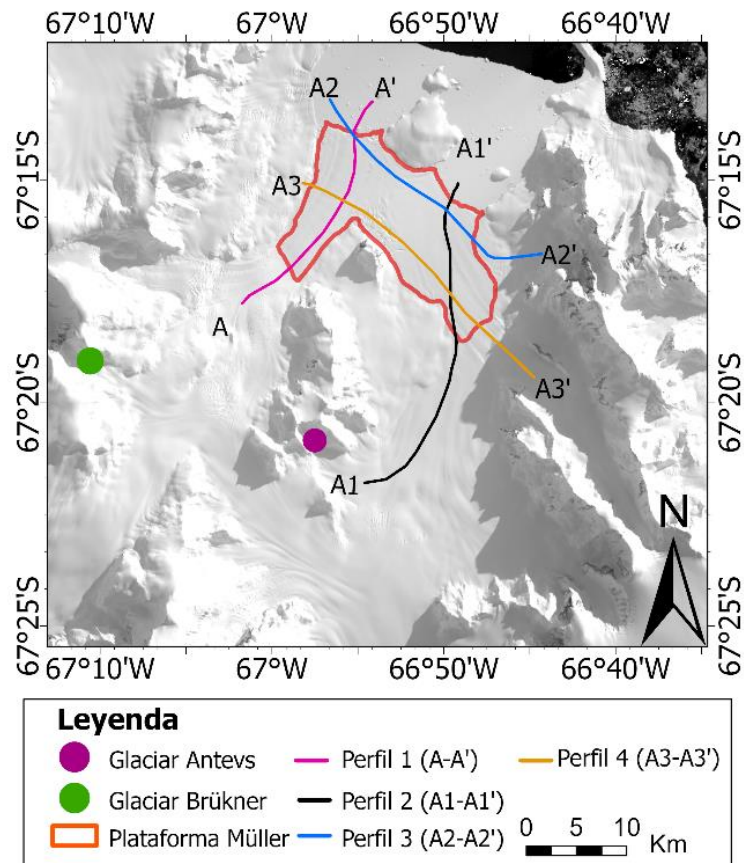 67°10'W 67°W 66°50'W 66°40'W
A2 A'
A1'
67°15'S 67°15'S
A3
A2'
A
67°20'S 67°20'S
A3'
A1
N
67°25'S 67°25'S
67°10'W 67°W 66°50'W 66°40'W
Leyenda
Glaciar Antevs Perfil 1 (A-A') Perfil 4 (A3-A3')
Glaciar Brükner Perfil 2 (A1-A1')
Plataforma Müller Perfil 3 (A2-A2') 0 5 10 Km